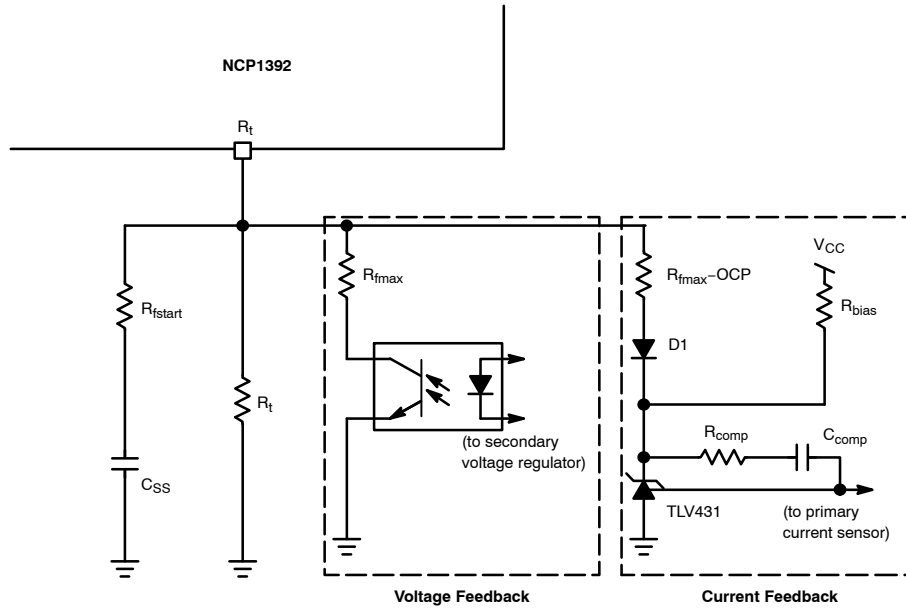 NCP1392
Rt
VCC
Rfmax
Rfmax–OCP
Rfstart
Rbias
D1
Rt
Rcomp
Ccomp
(to secondary
voltage regulator)
CSS
TLV431
(to primary
current sensor)
Voltage Feedback
Current Feedback